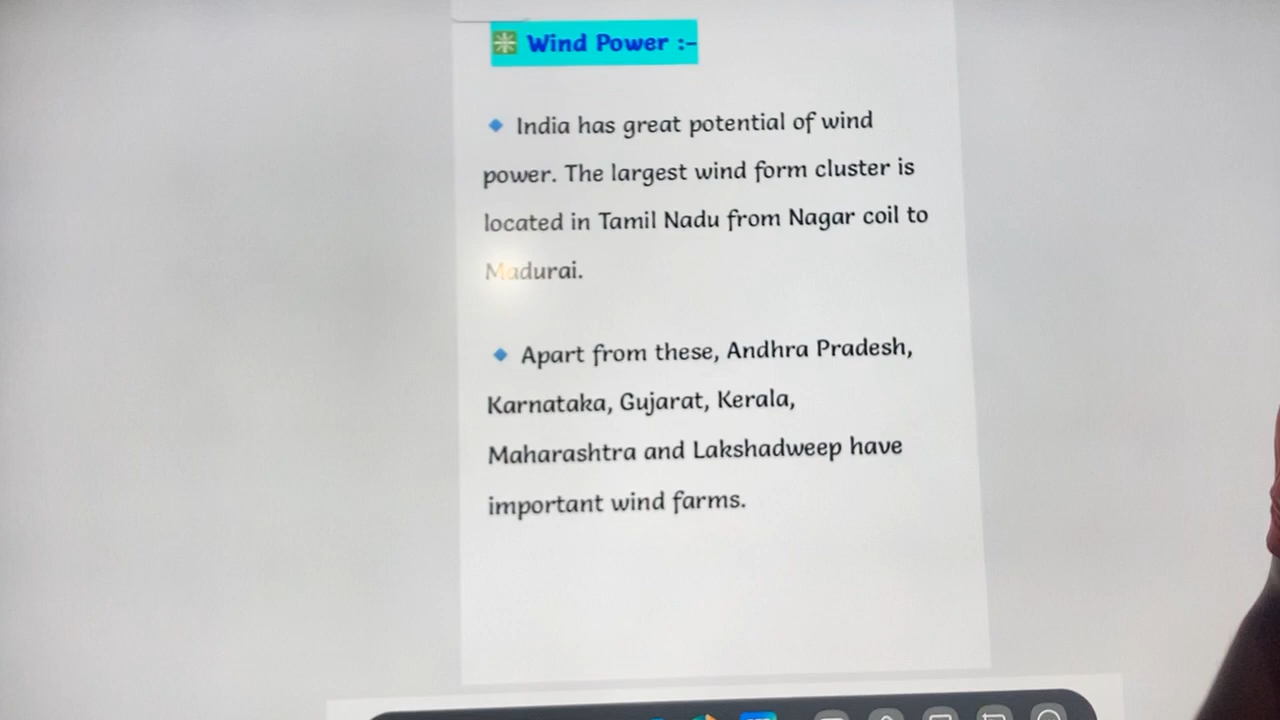 ✳️ Wind Power :-
🔹 India has great potential of wind
power. The largest wind form cluster is
located in Tamil Nadu from Nagar coil to
Madurai.
🔹 Apart from these, Andhra Pradesh,
Karnataka, Gujarat, Kerala,
Maharashtra and Lakshadweep have
important wind farms.